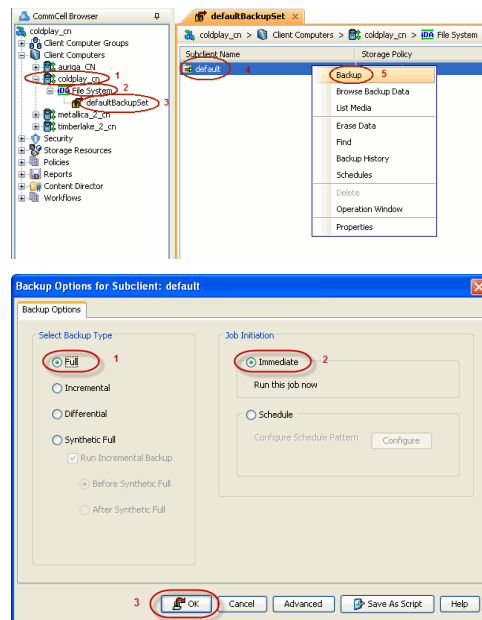 CommCell Browser
defaultBackupSet
coldplay_cn
Client Computer Groups
Client Computers
auriga_CN
coldplay_cn 1
File System 2
defaultBackupSet 3
metallica_2_cn
timberlake_2_cn
Security
Storage Resources
Policies
Reports
Content Director
Workflows
coldplay_cn > Client Computers > coldplay_cn > iDA File System
Subclient Name Storage Policy
default 4
Backup 5
Browse Backup Data
List Media
Erase Data
Find
Backup History
Schedules
Delete
Operation Window
Properties
Backup Options for Subclient: default
Backup Options
Select Backup Type
Full 1
Incremental
Differential
Synthetic Full
Run Incremental Backup
Before Synthetic Full
After Synthetic Full
Job Initiation
Immediate 2
Run this job now
Schedule
Configure Schedule Pattern Configure
3 OK Cancel Advanced Save As Script Help